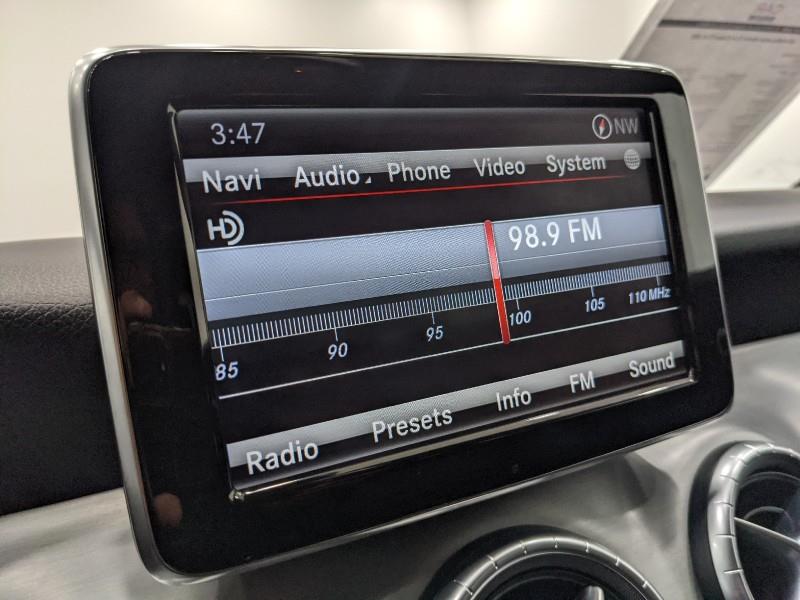 3:47 NW
Navi Audio Phone Video System
HD
98.9 FM
85 90 95 100 105 110 MHz
Radio Presets Info FM Sound